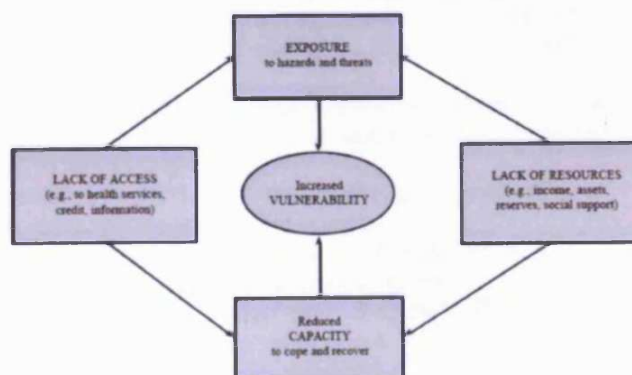 EXPOSURE
to hazards and threats
LACK OF ACCESS
(e.g., to health services,
credit, information)
Increased
VULNERABILITY
LACK OF RESOURCES
(e.g., income, assets,
reserves, social support)
Reduced
CAPACITY
to cope and recover